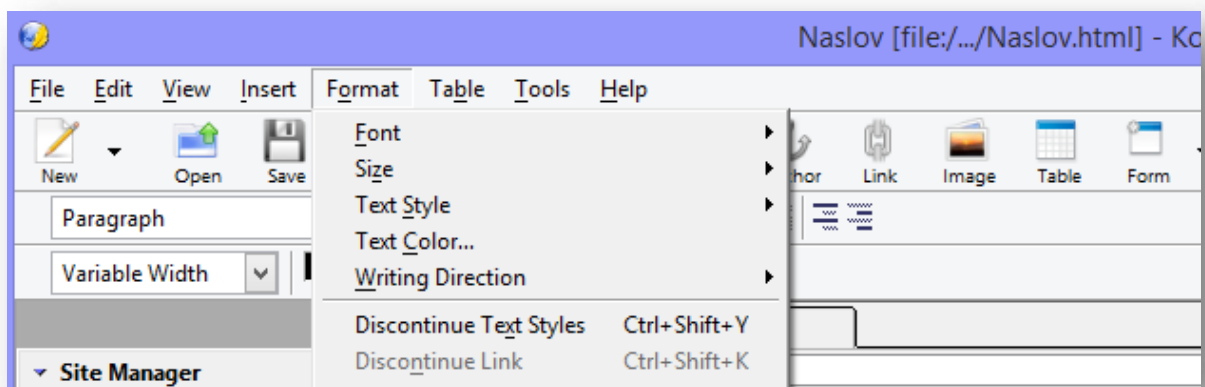 Naslov [file:/.../Naslov.html] - Ko
File Edit View Insert Format Table Tools Help
New Open Save Link Image Table Form
Font
Size
Text Style
Text Color...
Writing Direction
Discontinue Text Styles Ctrl+Shift+Y
Discontinue Link Ctrl+Shift+K
Paragraph
Variable Width
Site Manager